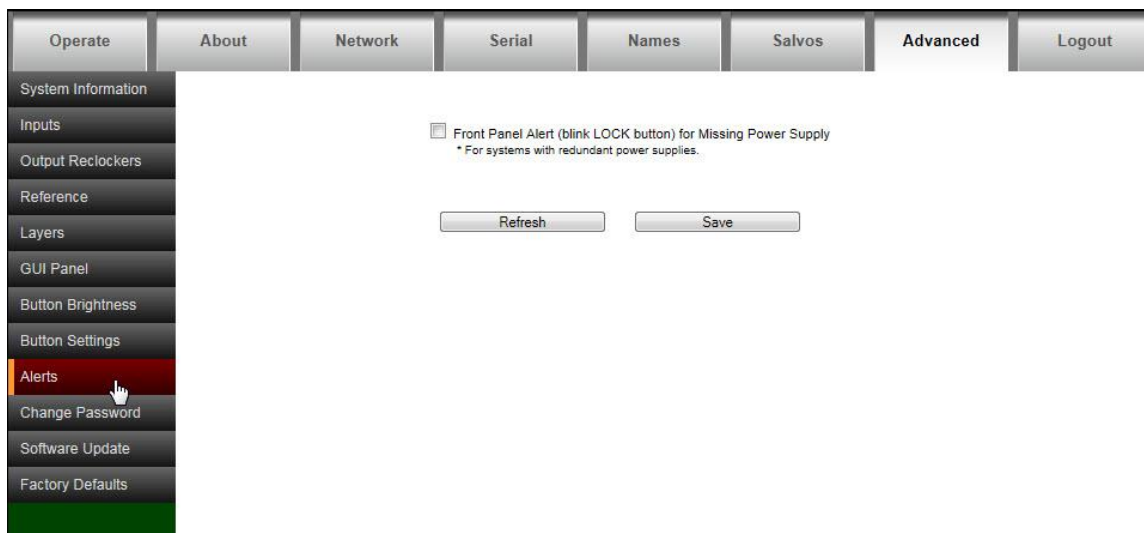 Operate About Network Serial Names Salvos Advanced Logout
System Information
Inputs
Output Reclockers
Reference
Layers
GUI Panel
Button Brightness
Button Settings
Alerts
Change Password
Software Update
Factory Defaults
Front Panel Alert (blink LOCK button) for Missing Power Supply
* For systems with redundant power supplies.
Refresh Save